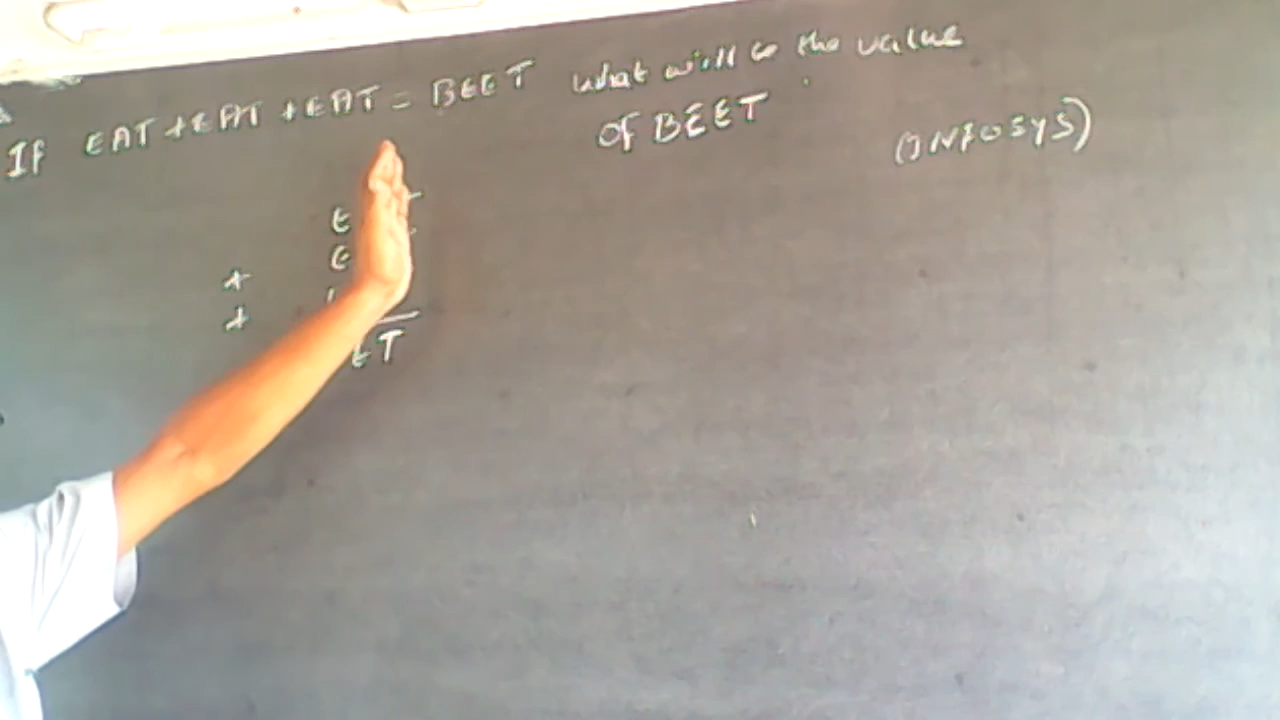 If EAT + EAT + EAT = BEET what will be the value
of BEET (INFOSYS)
E
E
+
+
ET